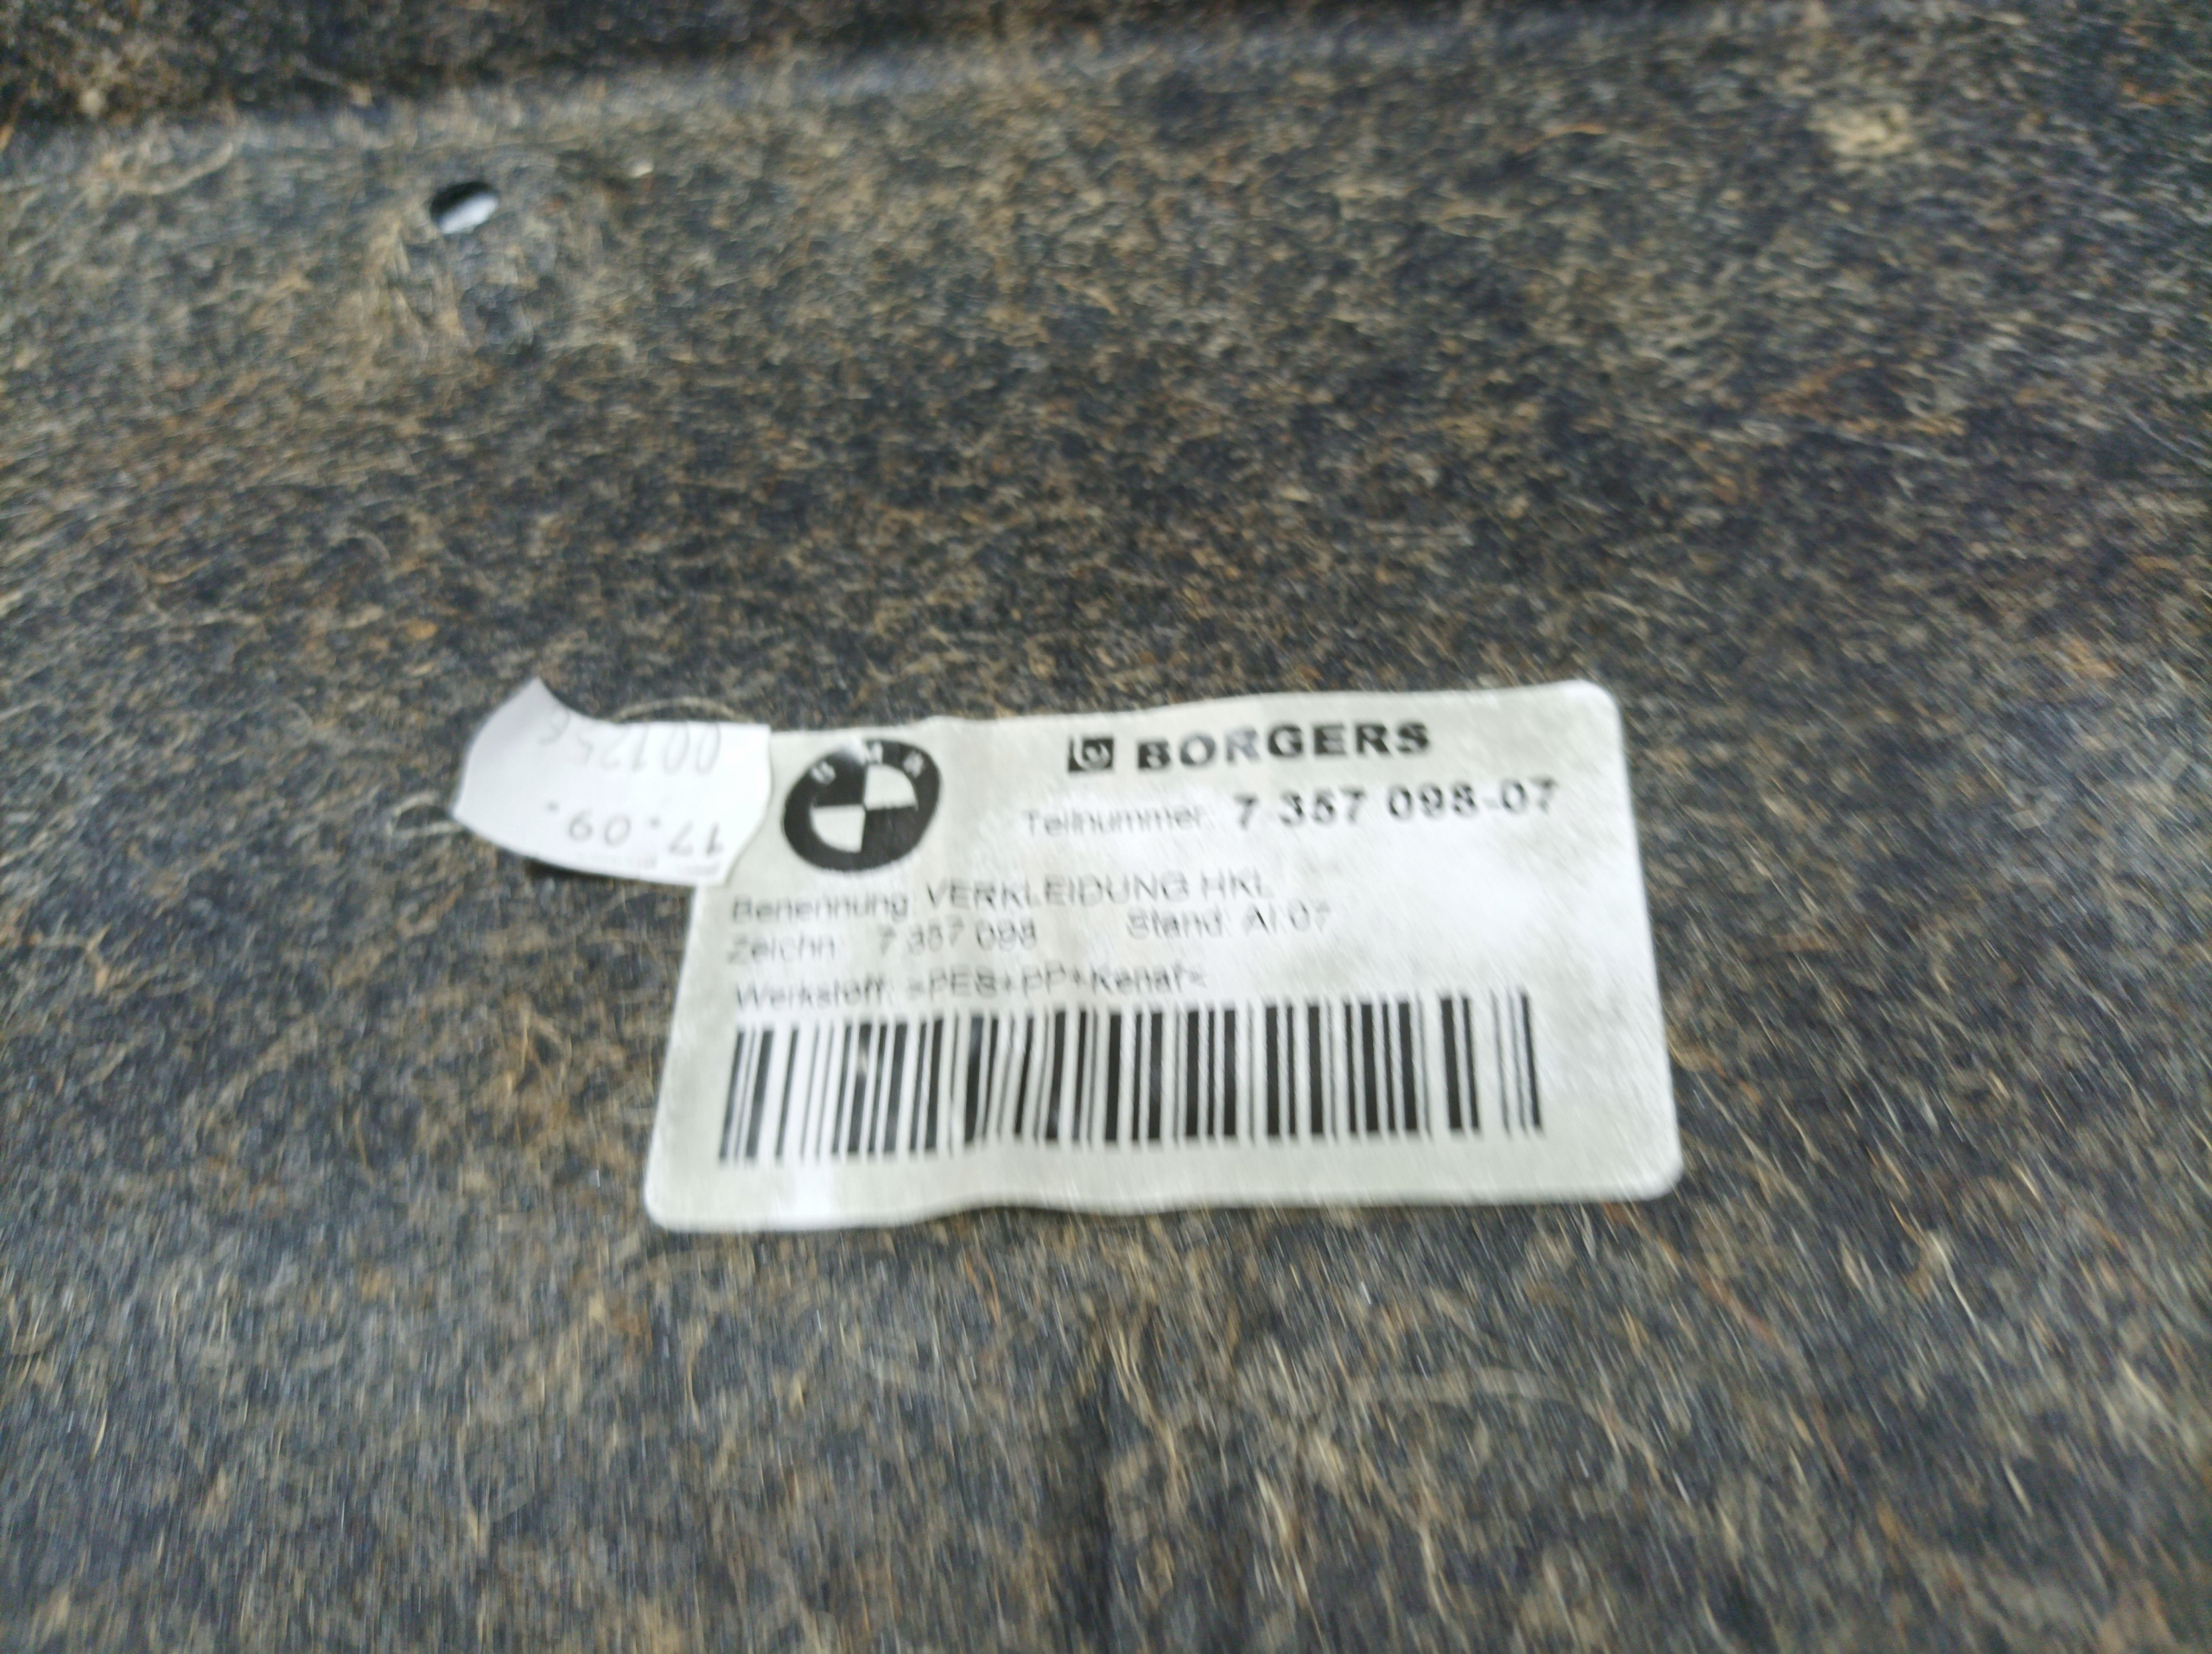 BMW
BORGERS
Teilnummer: 7 357 098-07
Benennung: VERKLEIDUNG HKL
Zeichn: 7 357 098 Stand: AI:07
Werkstoff: >PES+PP+Kenaf<
17.09.